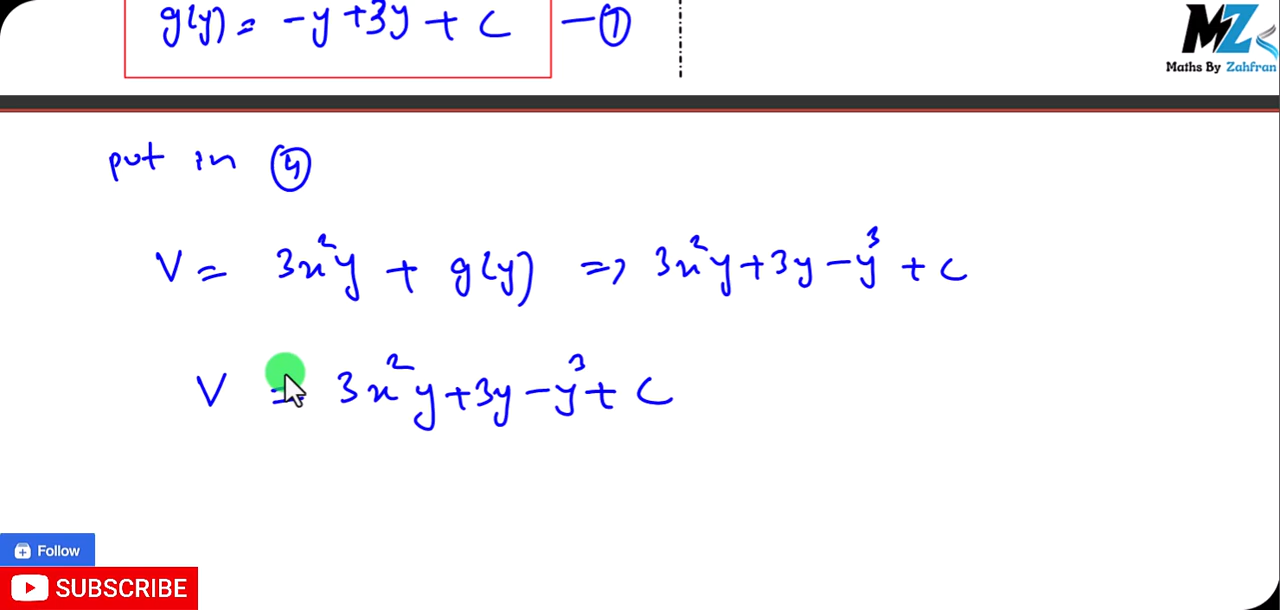 g(y) = -y + 3y + c — ⑦
MZ
Maths By Zahfran
put in ④
V = 3x²y + g(y) => 3x²y + 3y - y³ + c
V = 3x²y + 3y - y³ + c
Follow
SUBSCRIBE